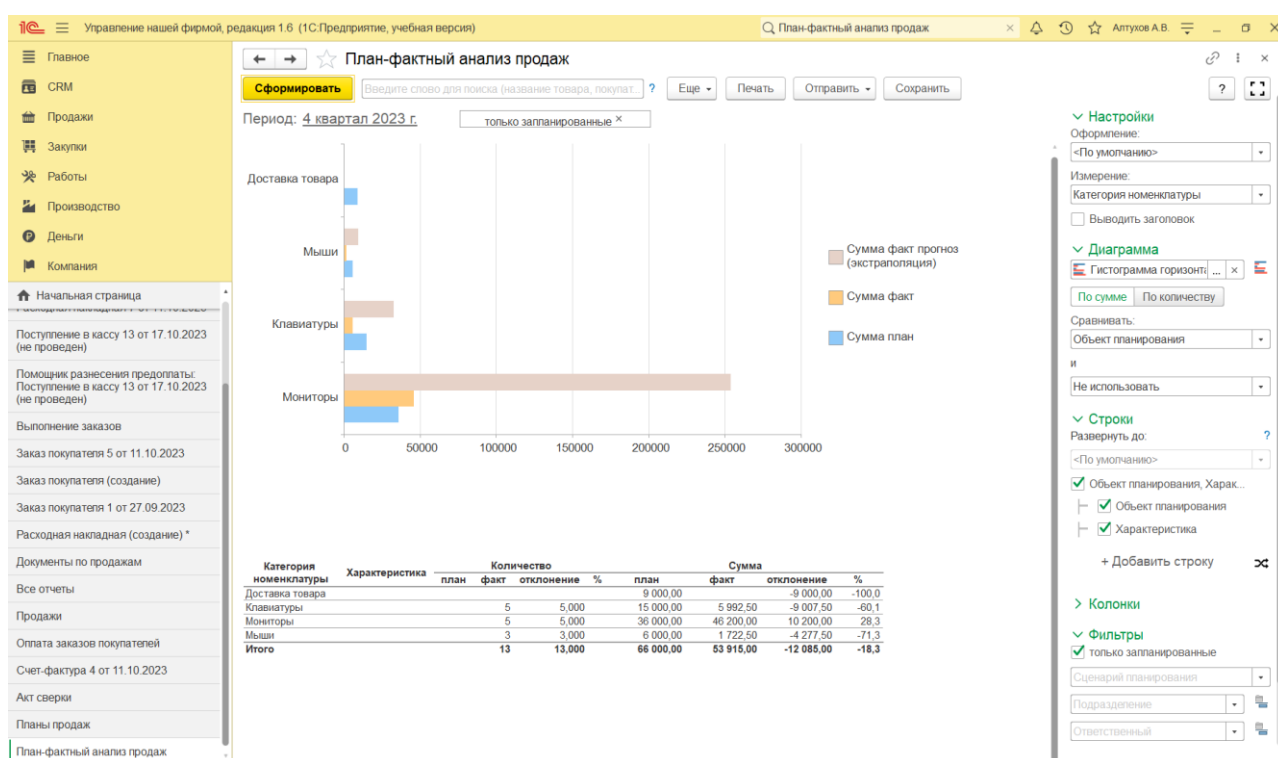 1С Управление нашей фирмой, редакция 1.6 (1С:Предприятие, учебная версия) План-фактный анализ продаж × Аптухов А.В.
Главное
CRM
Продажи
Закупки
Работы
Производство
Деньги
Компания
Начальная страница
Поступление в кассу 13 от 17.10.2023
(не проведен)
Помощник разнесения предоплаты:
Поступление в кассу 13 от 17.10.2023
(не проведен)
Выполнение заказов
Заказ покупателя 5 от 11.10.2023
Заказ покупателя (создание)
Заказ покупателя 1 от 27.09.2023
Расходная накладная (создание) *
Документы по продажам
Все отчеты
Продажи
Оплата заказов покупателей
Счет-фактура 4 от 11.10.2023
Акт сверки
Планы продаж
План-фактный анализ продаж
План-фактный анализ продаж
Сформировать Введите слово для поиска (название товара, покупат... ? Еще Печать Отправить Сохранить ?
Период: 4 квартал 2023 г. только заппанированные ×
Доставка товара
Мыши
Клавиатуры
Мониторы
0 50000 100000 150000 200000 250000 300000
Сумма факт прогноз
(экстраполяция)
Сумма факт
Сумма план
Категория номенклатуры Характеристика Количество Сумма
план факт отклонение % план факт отклонение %
Доставка товара 9 000,00 -9 000,00 -100,0
Клавиатуры 5 5,000 15 000,00 5 992,50 -9 007,50 -60,1
Мониторы 5 5,000 36 000,00 46 200,00 10 200,00 28,3
Мыши 3 3,000 6 000,00 1 722,50 -4 277,50 -71,3
Итого 13 13,000 66 000,00 53 915,00 -12 085,00 -18,3
Настройки
Оформление:
<По умолчанию>
Измерение:
Категория номенклатуры
Выводить заголовок
Диаграмма
Гистограмма горизонта ... ×
По сумме По количеству
Сравнивать:
Объект планирования
и
Не использовать
Строки
Развернуть до: ?
<По умолчанию>
Объект планирования, Харак...
Объект планирования
Характеристика
+ Добавить строку
Колонки
Фильтры
только запланированные
Сценарий планирования
Подразделение
Ответственный